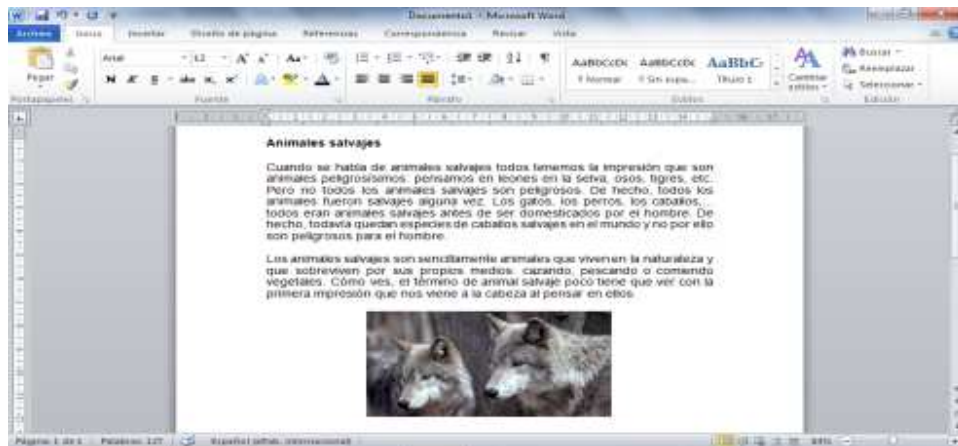 Documento1 - Microsoft Word
Archivo Inicio Insertar Diseño de página Referencias Correspondencia Revisar Vista
Arial 12 Buscar
Reemplazar
Pegar AaBbCcDc AaBbCcDc AaBbC Cambiar estilos Seleccionar
¶ Normal ¶ Sin espa... Título 1
Portapapeles Fuente Párrafo Estilos Edición
Animales salvajes
Cuando se habla de animales salvajes todos tenemos la impresión que son
animales peligrosísimos: pensamos en leones en la selva, osos, tigres, etc.
Pero no todos los animales salvajes son peligrosos. De hecho, todos los
animales fueron salvajes alguna vez. Los gatos, los perros, los caballos,...
todos eran animales salvajes antes de ser domesticados por el hombre. De
hecho, todavía quedan especies de caballos salvajes en el mundo y no por ello
son peligrosos para el hombre.
Los animales salvajes son sencillamente animales que viven en la naturaleza y
que sobreviven por sus propios medios: cazando, pescando o comiendo
vegetales. Cómo ves, el término de animal salvaje poco tiene que ver con la
primera impresión que nos viene a la cabeza al pensar en ellos.
Página: 1 de 1 Palabras: 127 Español (alfab. internacional)